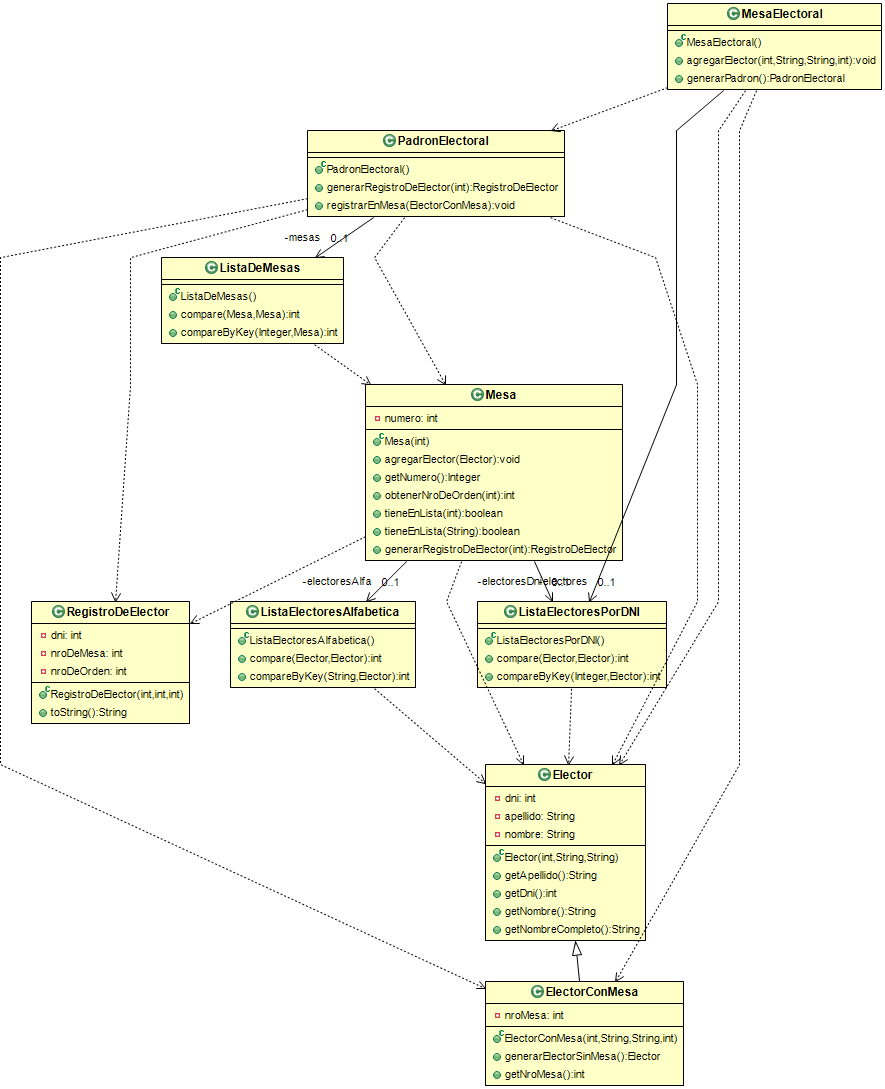 MesaElectoral
MesaElectoral()
agregarElector(int,String,String,int):void
generarPadron():PadronElectoral
PadronElectoral
PadronElectoral()
generarRegistroDeElector(int):RegistroDeElector
registrarEnMesa(ElectorConMesa):void
-mesas 0..1
ListaDeMesas
ListaDeMesas()
compare(Mesa,Mesa):int
compareByKey(Integer,Mesa):int
Mesa
numero: int
Mesa(int)
agregarElector(Elector):void
getNumero():Integer
obtenerNroDeOrden(int):int
tieneEnLista(int):boolean
tieneEnLista(String):boolean
generarRegistroDeElector(int):RegistroDeElector
-electoresAlfa 0..1
0..1
RegistroDeElector
dni: int
nroDeMesa: int
nroDeOrden: int
RegistroDeElector(int,int,int)
toString():String
ListaElectoresAlfabetica
ListaElectoresAlfabetica()
compare(Elector,Elector):int
compareByKey(String,Elector):int
ListaElectoresPorDNI
ListaElectoresPorDNI()
compare(Elector,Elector):int
compareByKey(Integer,Elector):int
Elector
dni: int
apellido: String
nombre: String
Elector(int,String,String)
getApellido():String
getDni():int
getNombre():String
getNombreCompleto():String
ElectorConMesa
nroMesa: int
ElectorConMesa(int,String,String,int)
generarElectorSinMesa():Elector
getNroMesa():int